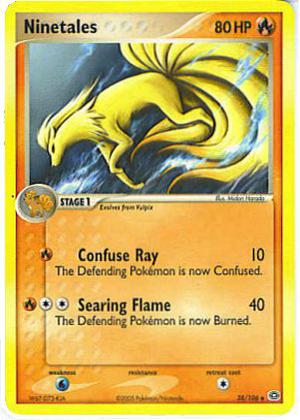 Ninetales 80 HP
Illus. Midori Harada
STAGE 1
Evolves from Vulpix
Confuse Ray 10
The Defending Pokémon is now Confused.
Searing Flame 40
The Defending Pokémon is now Burned.
weakness resistance retreat cost
©2005 Pokémon/Nintendo